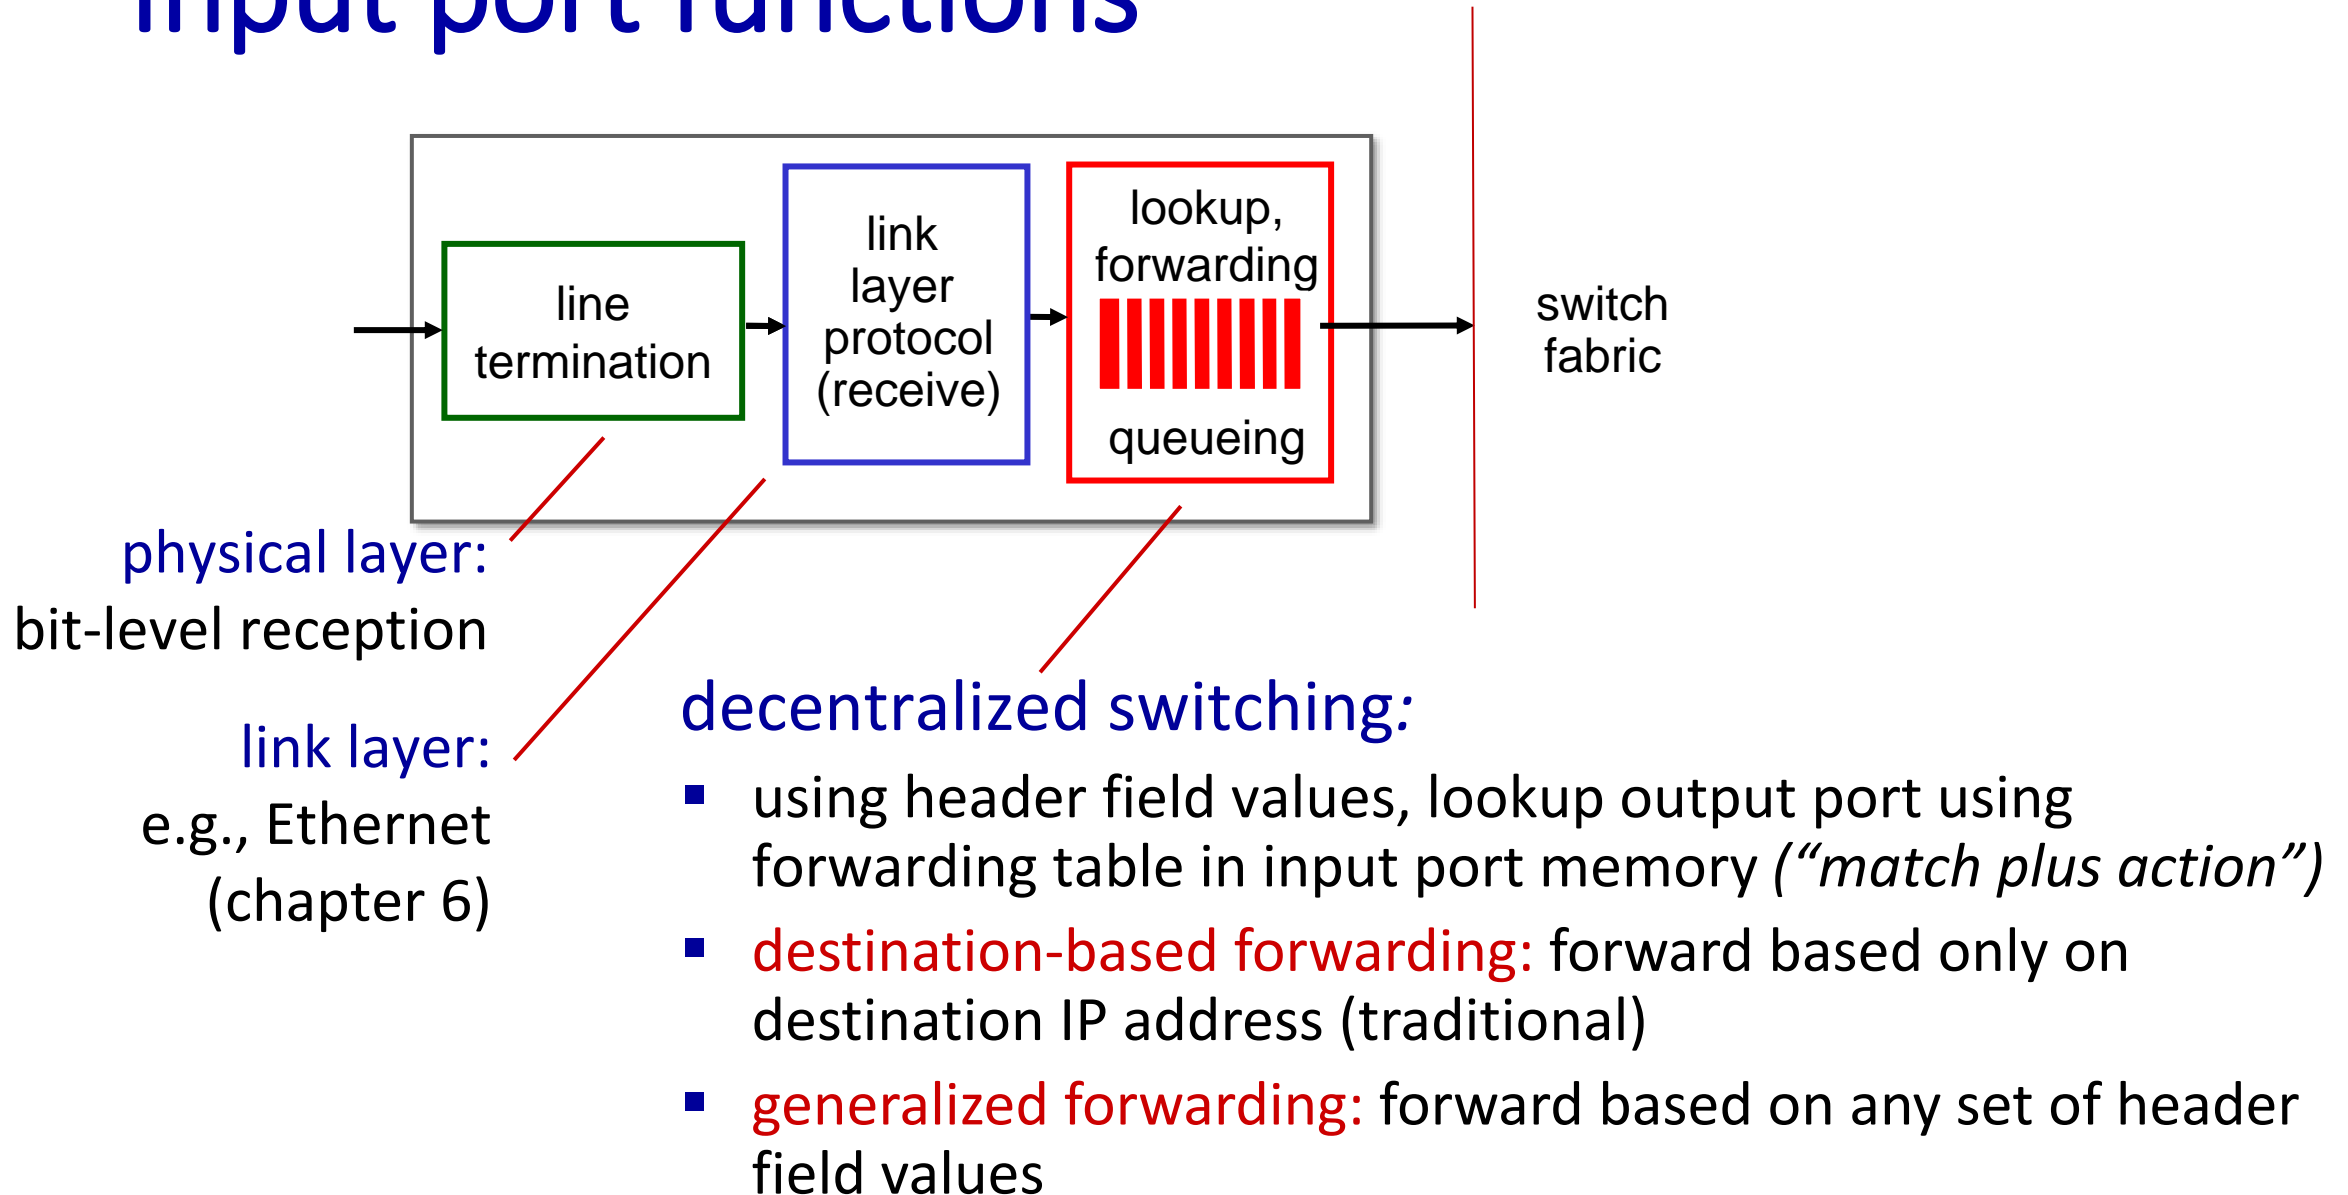 Input port functions
line
termination
link
layer
protocol
(receive)
lookup,
forwarding
queueing
switch
fabric
physical layer:
bit-level reception
link layer:
e.g., Ethernet
(chapter 6)
decentralized switching:
▪ using header field values, lookup output port using
forwarding table in input port memory (“match plus action”)
▪ destination-based forwarding: forward based only on
destination IP address (traditional)
▪ generalized forwarding: forward based on any set of header
field values